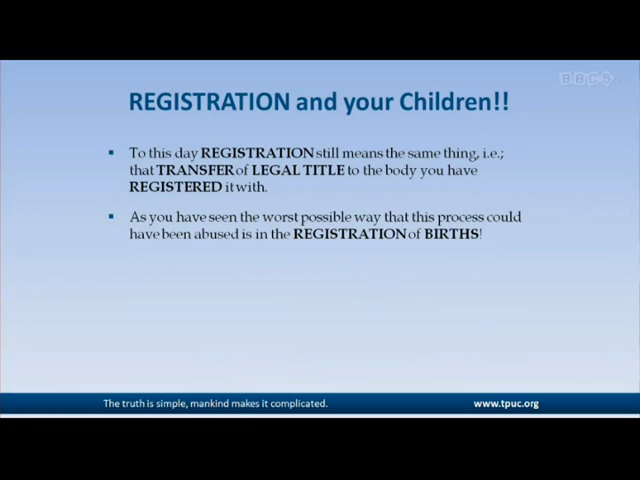 BBC5
REGISTRATION and your Children!!
▪ To this day REGISTRATION still means the same thing, i.e.;
that TRANSFER of LEGAL TITLE to the body you have
REGISTERED it with.
▪ As you have seen the worst possible way that this process could
have been abused is in the REGISTRATION of BIRTHS!
The truth is simple, mankind makes it complicated. www.tpuc.org